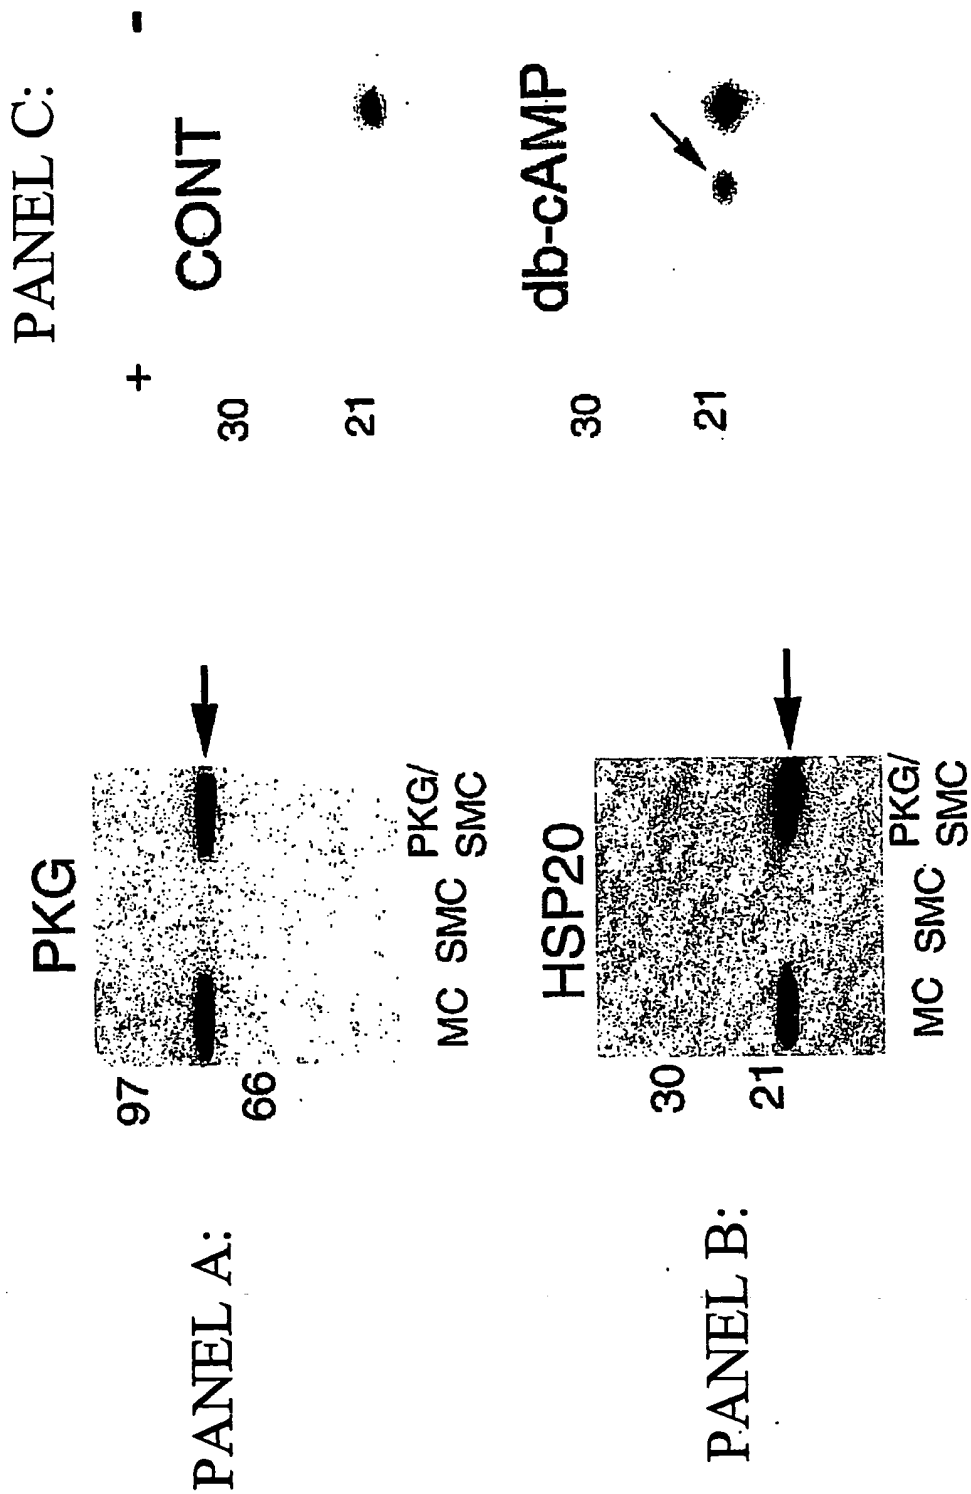 PANEL A:
PKG
97
66
MC SMC PKG/
SMC
PANEL B:
HSP20
30
21
MC SMC PKG/
SMC
PANEL C:
+ -
CONT
30
21
db-cAMP
30
21